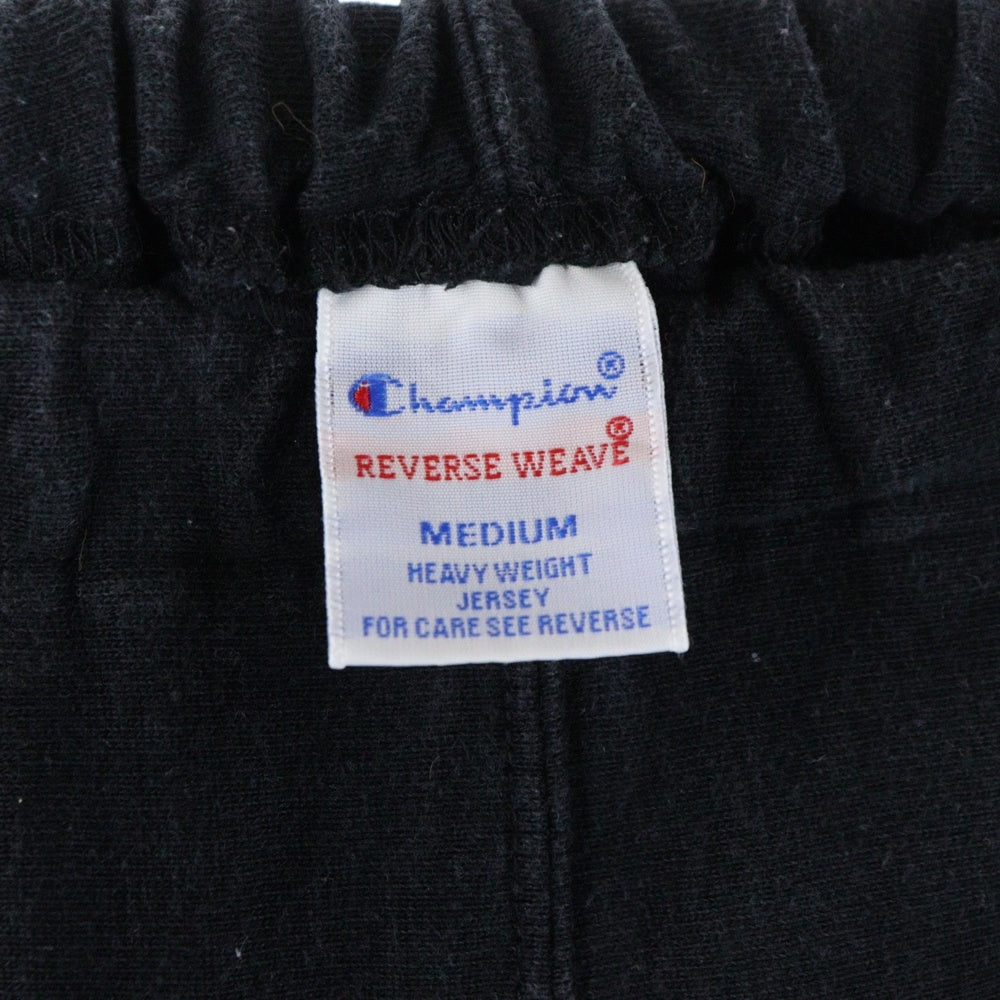 Champion®
REVERSE WEAVE®
MEDIUM
HEAVY WEIGHT
JERSEY
FOR CARE SEE REVERSE